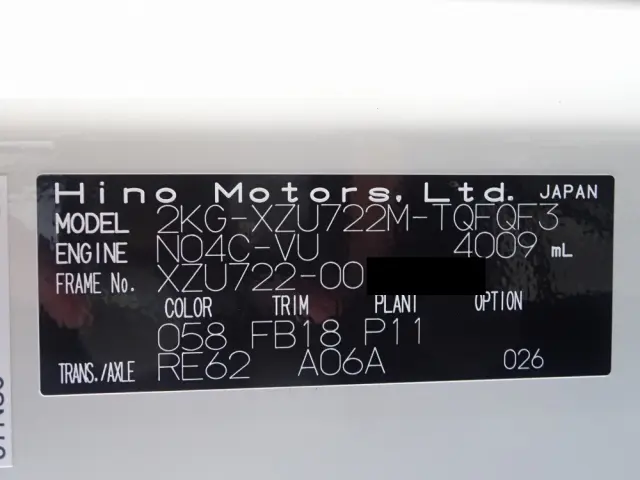 Hino Motors, Ltd. JAPAN
MODEL 2KG-XZU722M-TQFQF3
ENGINE N04C-VU 4009 mL
FRAME No. XZU722-00
COLOR TRIM PLANT OPTION
058 FB18 P11
TRANS./AXLE RE62 A06A 026